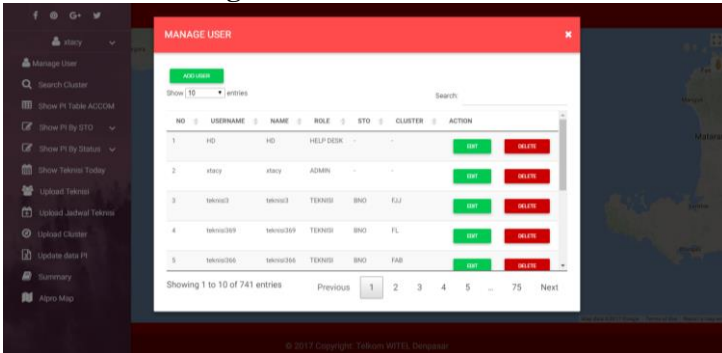 G+
MANAGE USER
×
xtacy
Manage User
Search Cluster
Show PI Table ACCOM
Show PI By STO
Show PI By Status
Show Teknisi Today
Upload Teknisi
Upload Jadwal Teknisi
Upload Cluster
Update data PI
Summary
Alpro Map
ADD USER
Show 10 entries
Search:
NO USERNAME NAME ROLE STO CLUSTER ACTION
1 HD HD HELP DESK - - EDIT DELETE
2 xtacy xtacy ADMIN - - EDIT DELETE
3 teknisi3 teknisi3 TEKNISI BNO FJJ EDIT DELETE
4 teknisi369 teknisi369 TEKNISI BNO FL EDIT DELETE
5 teknisi366 teknisi366 TEKNISI BNO FAB EDIT DELETE
Showing 1 to 10 of 741 entries
Previous 1 2 3 4 5 ... 75 Next
Mataram
© 2017 Copyright: Telkom WITEL Denpasar